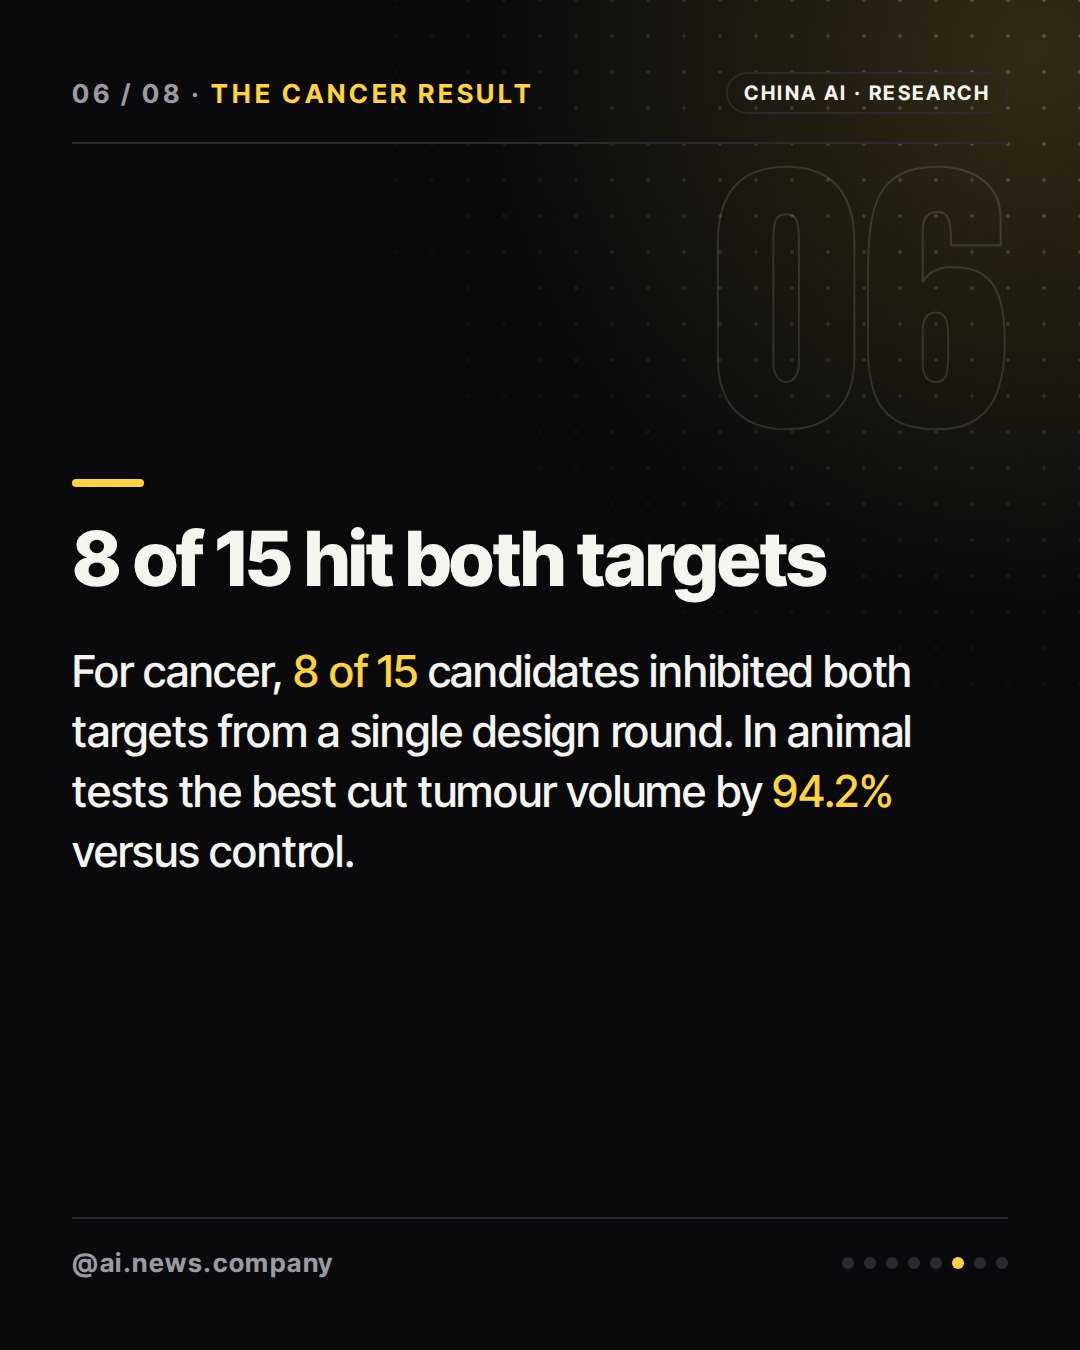 06 / 08 · THE CANCER RESULT
CHINA AI · RESEARCH
06
8 of 15 hit both targets
For cancer, 8 of 15 candidates inhibited both
targets from a single design round. In animal
tests the best cut tumour volume by 94.2%
versus control.
@ai.news.company